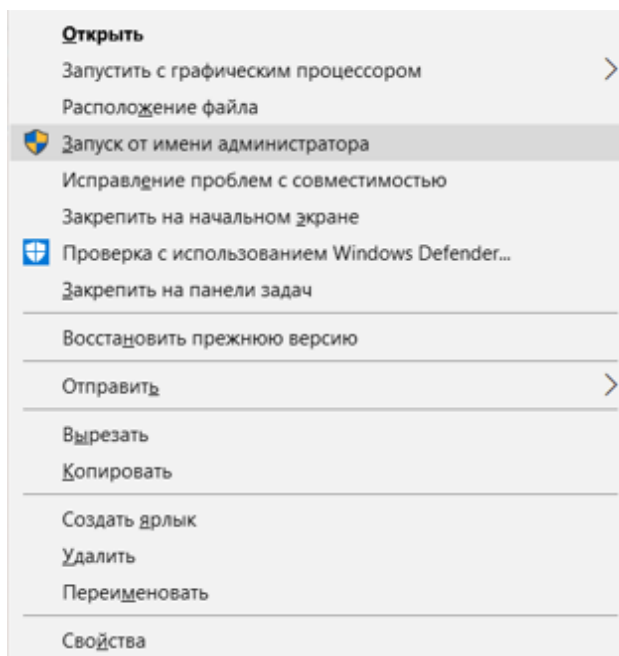 Открыть
Запустить с графическим процессором
Расположение файла
Запуск от имени администратора
Исправление проблем с совместимостью
Закрепить на начальном экране
Проверка с использованием Windows Defender...
Закрепить на панели задач
Восстановить прежнюю версию
Отправить
Вырезать
Копировать
Создать ярлык
Удалить
Переименовать
Свойства